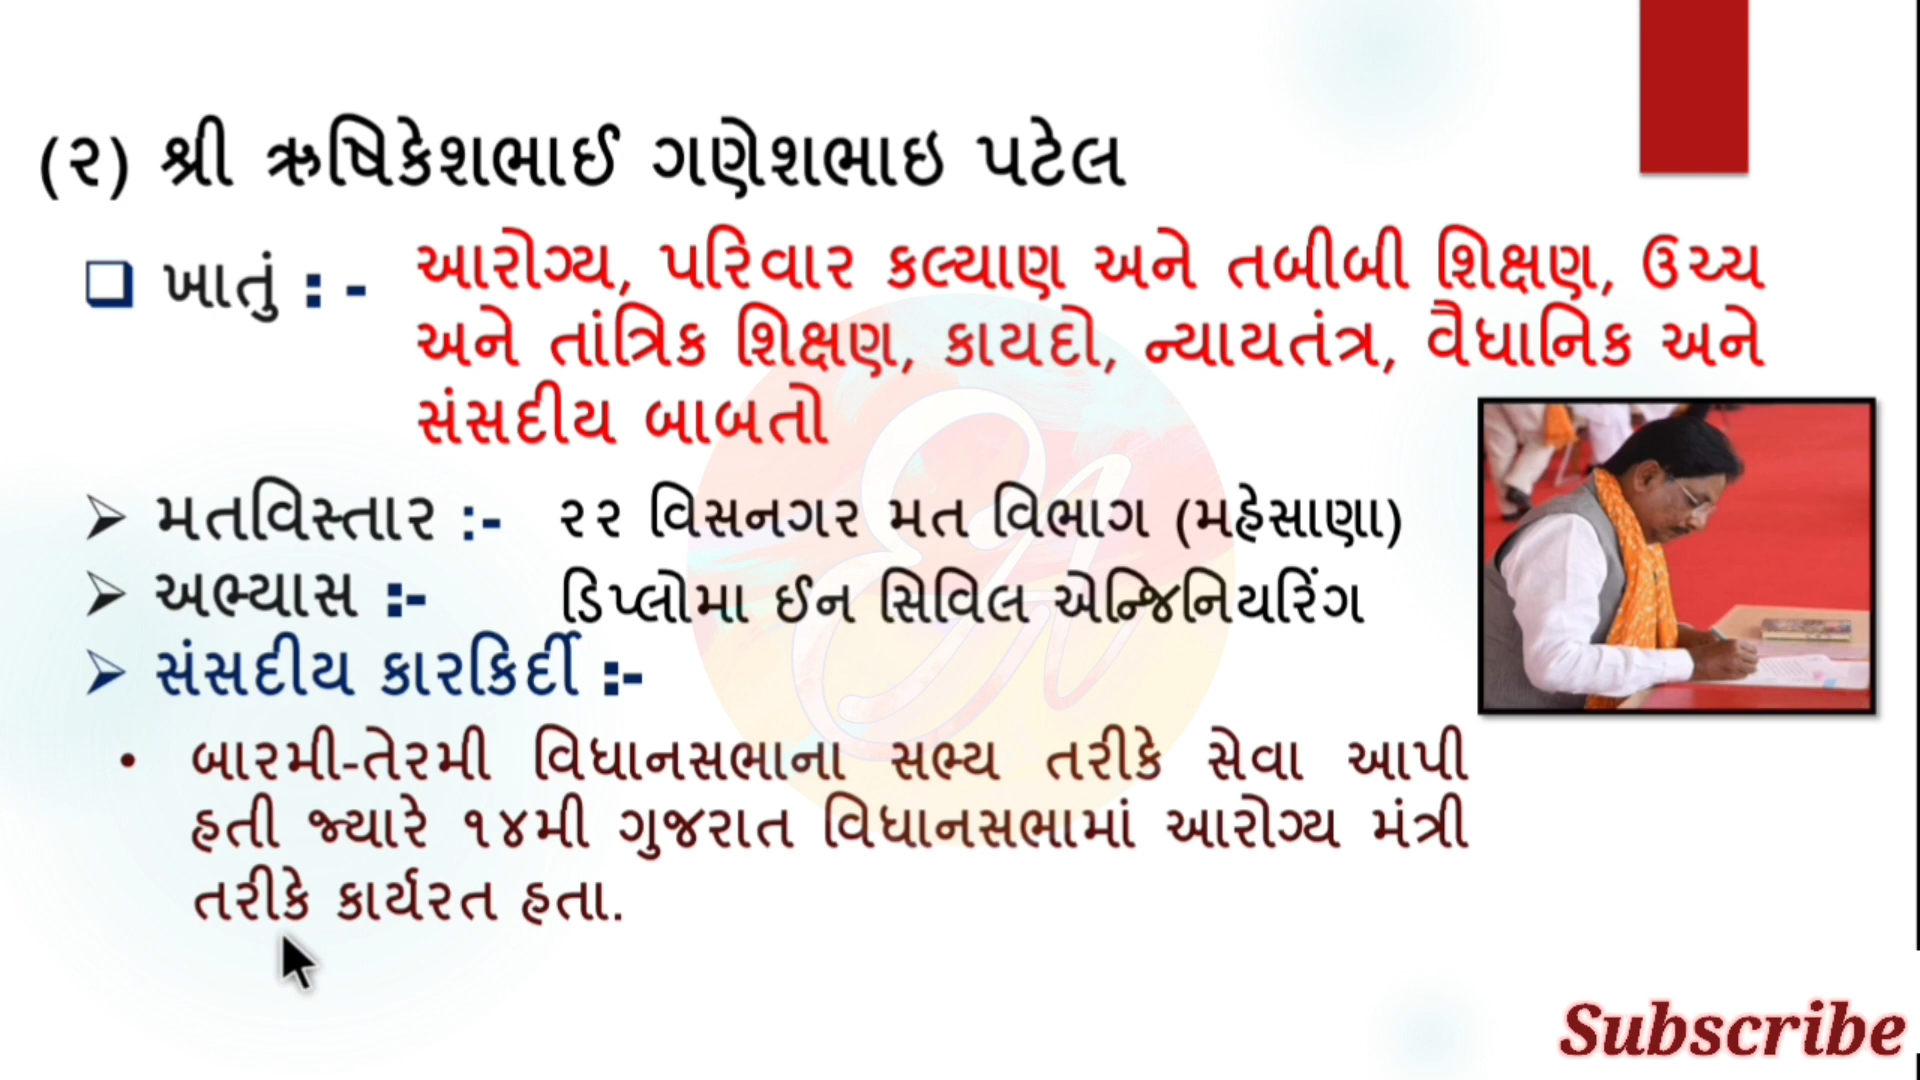 (૨) શ્રી ઋષિકેશભાઈ ગણેશભાઇ પટેલ
ખાતું : - આરોગ્ય, પરિવાર કલ્યાણ અને તબીબી શિક્ષણ, ઉચ્ચ
અને તાંત્રિક શિક્ષણ, કાયદો, ન્યાયતંત્ર, વૈધાનિક અને
સંસદીય બાબતો
મતવિસ્તાર :- ૨૨ વિસનગર મત વિભાગ (મહેસાણા)
અભ્યાસ :- ડિપ્લોમા ઈન સિવિલ એન્જિનિયરિંગ
સંસદીય કારકિર્દી :-
• બારમી-તેરમી વિધાનસભાના સભ્ય તરીકે સેવા આપી
હતી જ્યારે ૧૪મી ગુજરાત વિધાનસભામાં આરોગ્ય મંત્રી
તરીકે કાર્યરત હતા.
Subscribe